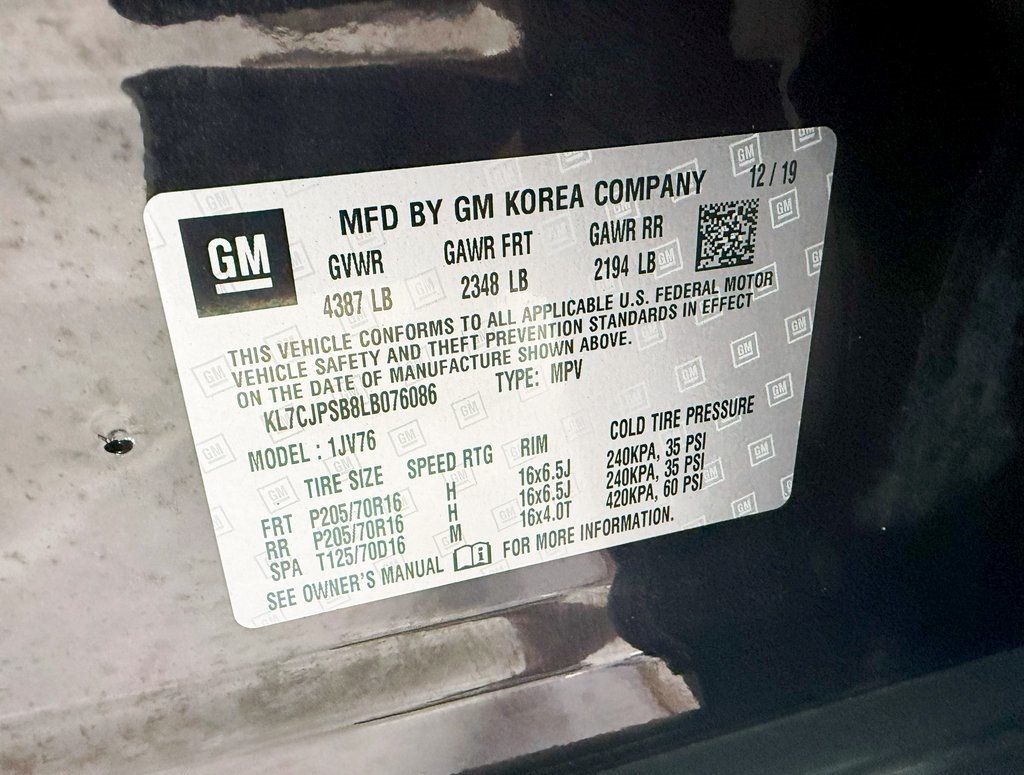 GM
MFD BY GM KOREA COMPANY 12 / 19
GVWR GAWR FRT GAWR RR
4387 LB 2348 LB 2194 LB
THIS VEHICLE CONFORMS TO ALL APPLICABLE U.S. FEDERAL MOTOR
VEHICLE SAFETY AND THEFT PREVENTION STANDARDS IN EFFECT
ON THE DATE OF MANUFACTURE SHOWN ABOVE.
KL7CJPSB8LB076086 TYPE: MPV
MODEL : 1JV76
TIRE SIZE SPEED RTG RIM COLD TIRE PRESSURE
FRT P205/70R16 H 16x6.5J 240KPA, 35 PSI
RR P205/70R16 H 16x6.5J 240KPA, 35 PSI
SPA T125/70D16 M 16x4.0T 420KPA, 60 PSI
SEE OWNER'S MANUAL FOR MORE INFORMATION.